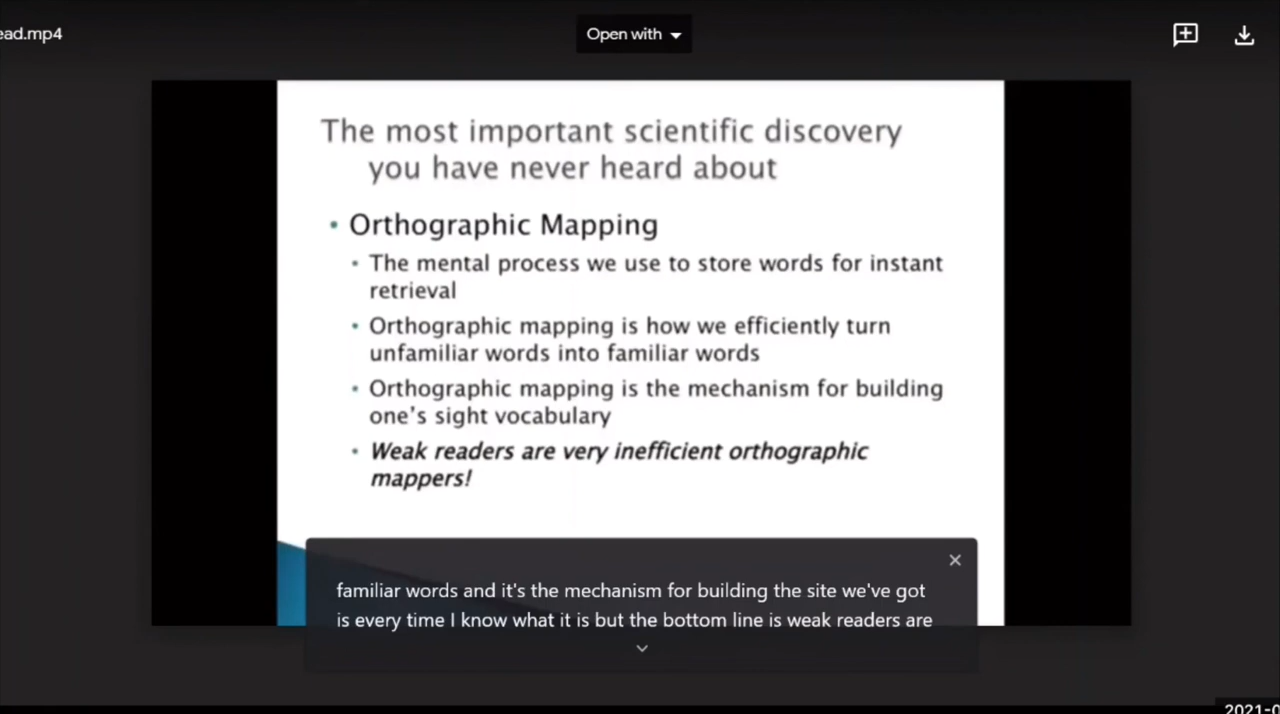 ead.mp4
Open with
The most important scientific discovery
you have never heard about
• Orthographic Mapping
• The mental process we use to store words for instant
retrieval
• Orthographic mapping is how we efficiently turn
unfamiliar words into familiar words
• Orthographic mapping is the mechanism for building
one's sight vocabulary
• Weak readers are very inefficient orthographic
mappers!
familiar words and it's the mechanism for building the site we've got
is every time I know what it is but the bottom line is weak readers are
2021-0